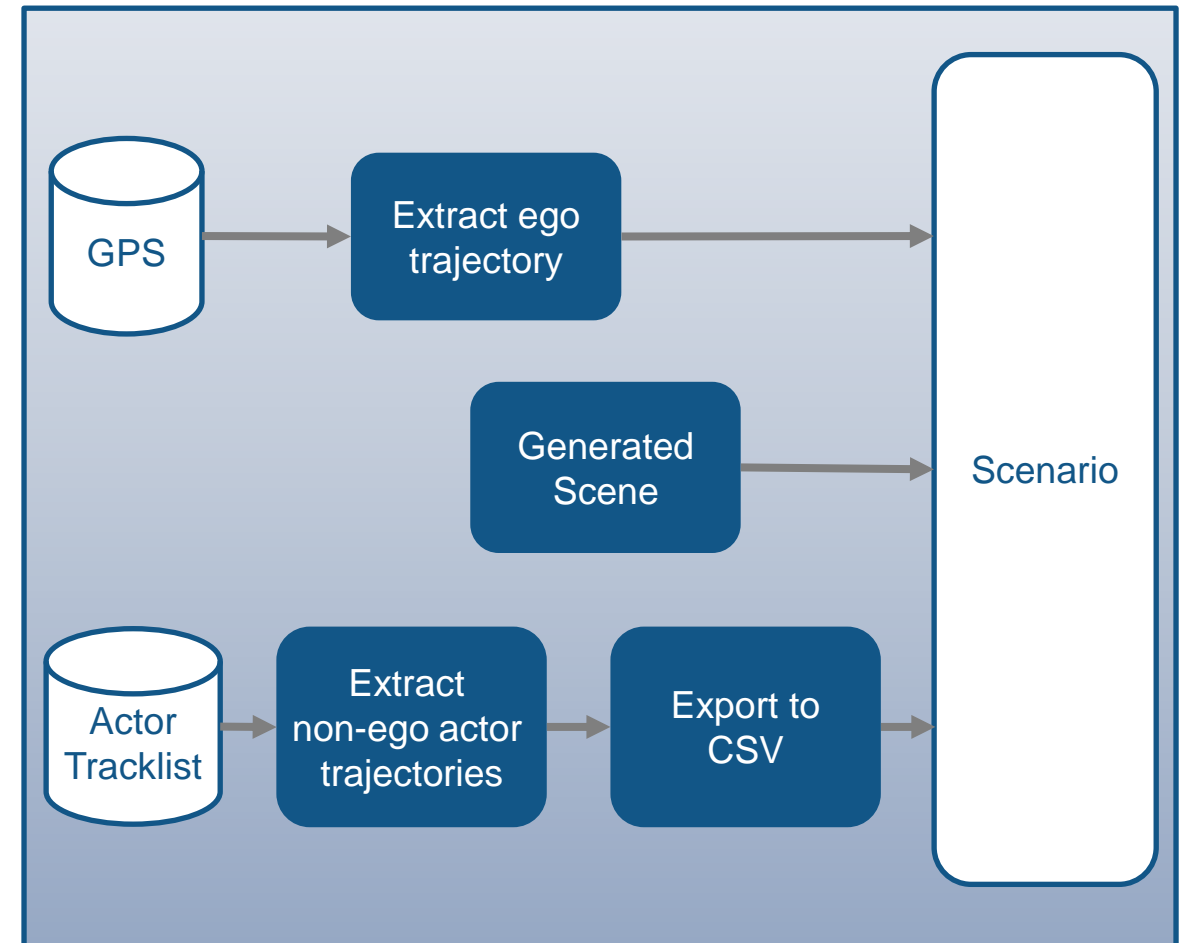 GPS
Extract ego
trajectory
Generated
Scene
Scenario
Actor
Tracklist
Extract
non-ego actor
trajectories
Export to
CSV